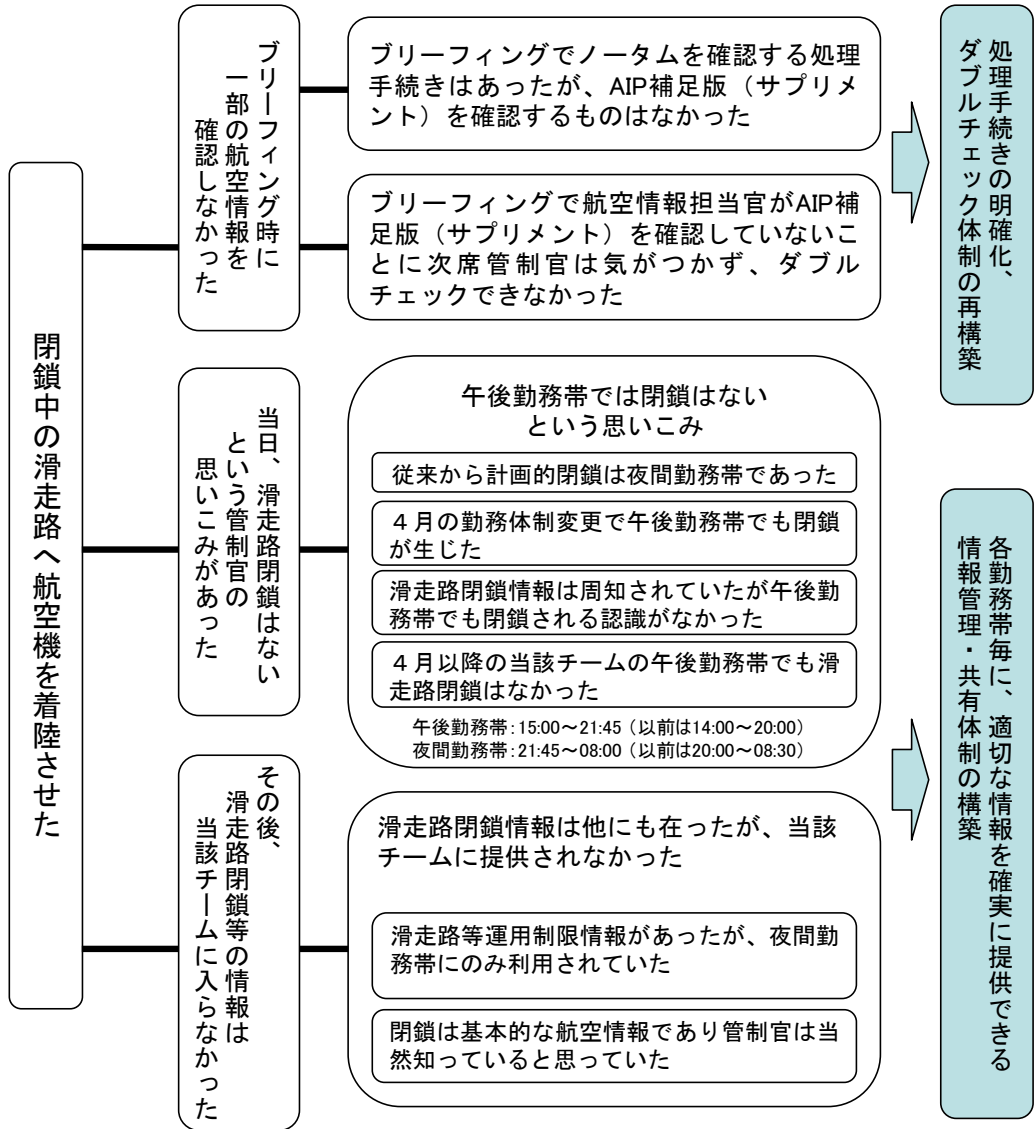 閉鎖中の滑走路へ航空機を着陸させた
ブリーフィング時に
一部の航空情報を
確認しなかった
ブリーフィングでノータムを確認する処理
手続きはあったが、AIP補足版（サプリメ
ント）を確認するものはなかった
ブリーフィングで航空情報担当官がAIP補
足版（サプリメント）を確認していないこ
とに次席管制官は気がつかず、ダブル
チェックできなかった
処理手続きの明確化、
ダブルチェック体制の再構築
当日、滑走路閉鎖はない
という管制官の
思いこみがあった
午後勤務帯では閉鎖はない
という思いこみ
従来から計画的閉鎖は夜間勤務帯であった
４月の勤務体制変更で午後勤務帯でも閉鎖
が生じた
滑走路閉鎖情報は周知されていたが午後勤
務帯でも閉鎖される認識がなかった
４月以降の当該チームの午後勤務帯でも滑
走路閉鎖はなかった
午後勤務帯：15:00～21:45（以前は14:00～20:00）
夜間勤務帯：21:45～08:00（以前は20:00～08:30）
その後、
滑走路閉鎖等の情報は
当該チームに入らなかった
滑走路閉鎖情報は他にも在ったが、当該
チームに提供されなかった
滑走路等運用制限情報があったが、夜間勤
務帯にのみ利用されていた
閉鎖は基本的な航空情報であり管制官は当
然知っていると思っていた
各勤務帯毎に、適切な情報を確実に提供できる
情報管理・共有体制の構築